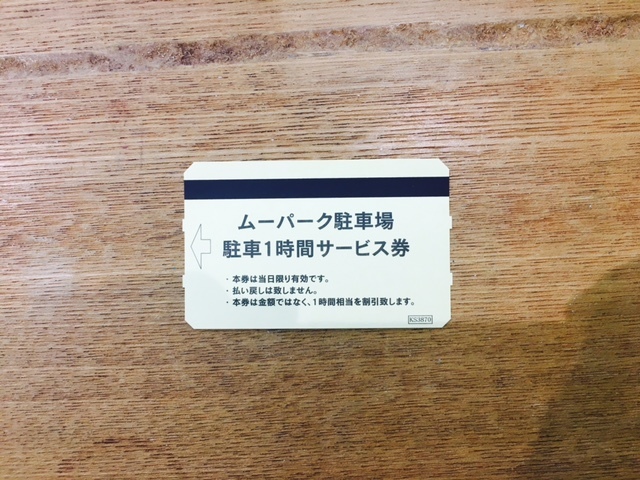 ムーパーク駐車場
駐車1時間サービス券
・本券は当日限り有効です。
・払い戻しは致しません。
・本券は金額ではなく、1時間相当を割引致します。
KS3870